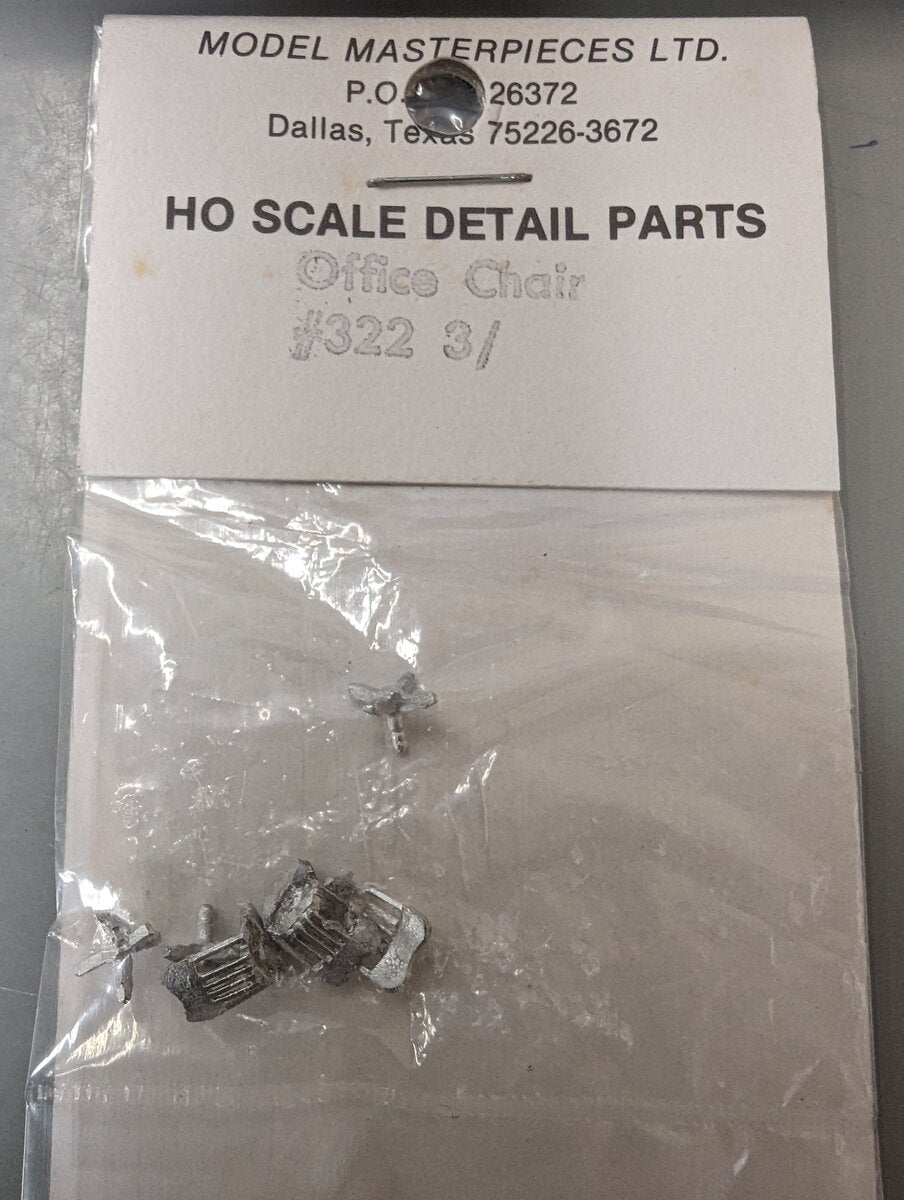 MODEL MASTERPIECES LTD.
P.O. 26372
Dallas, Texas 75226-3672
HO SCALE DETAIL PARTS
Office Chair
#322 3/